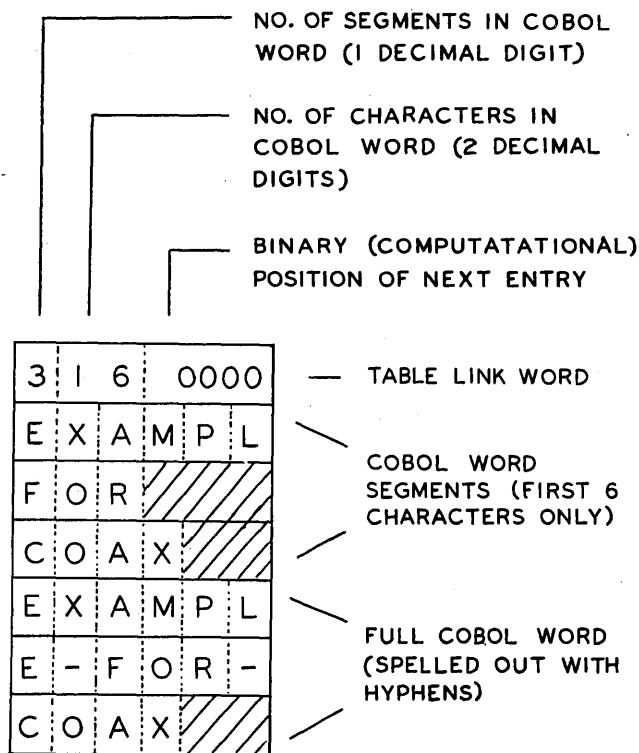 NO. OF SEGMENTS IN COBOL
WORD (1 DECIMAL DIGIT)
NO. OF CHARACTERS IN
COBOL WORD (2 DECIMAL
DIGITS)
BINARY (COMPUTATATIONAL)
POSITION OF NEXT ENTRY
3 1 6 0000
TABLE LINK WORD
E X A M P L
F O R
C O A X
COBOL WORD
SEGMENTS (FIRST 6
CHARACTERS ONLY)
E X A M P L
E - F O R -
C O A X
FULL COBOL WORD
(SPELLED OUT WITH
HYPHENS)